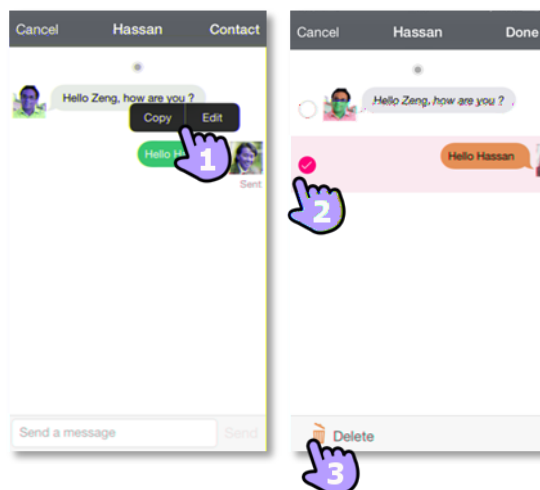 Cancel Hassan Contact
Hello Zeng, how are you ?
Copy Edit
Hello H
1
Sent
Send a message Send
Cancel Hassan Done
Hello Zeng, how are you ?
Hello Hassan
2
Delete
3